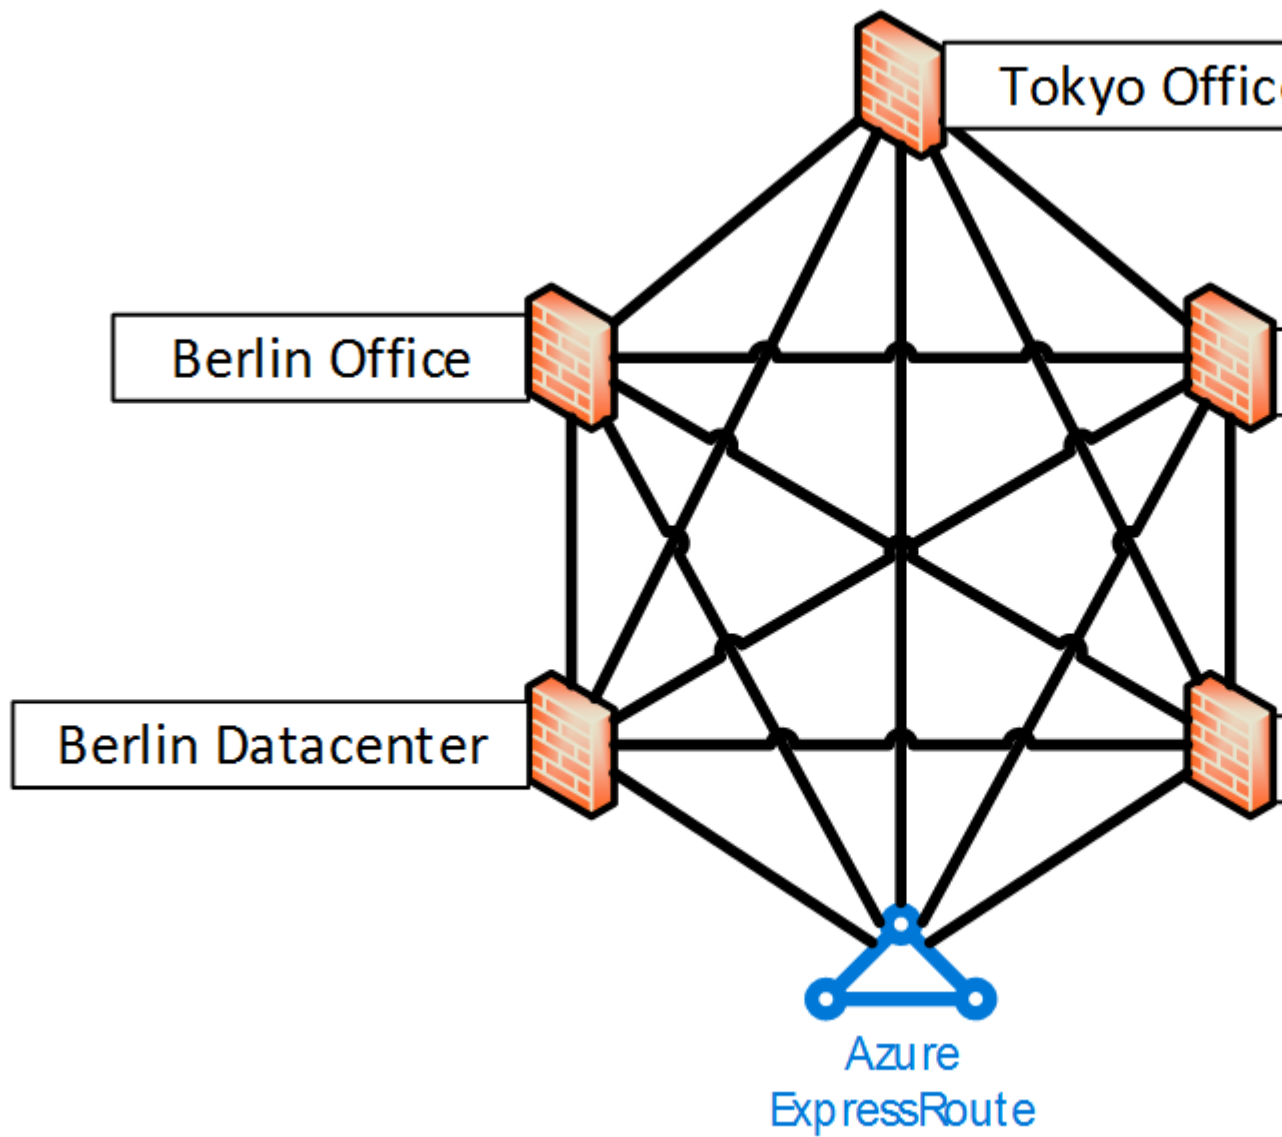 Tokyo Offic
Berlin Office
Berlin Datacenter
Azure
ExpressRoute